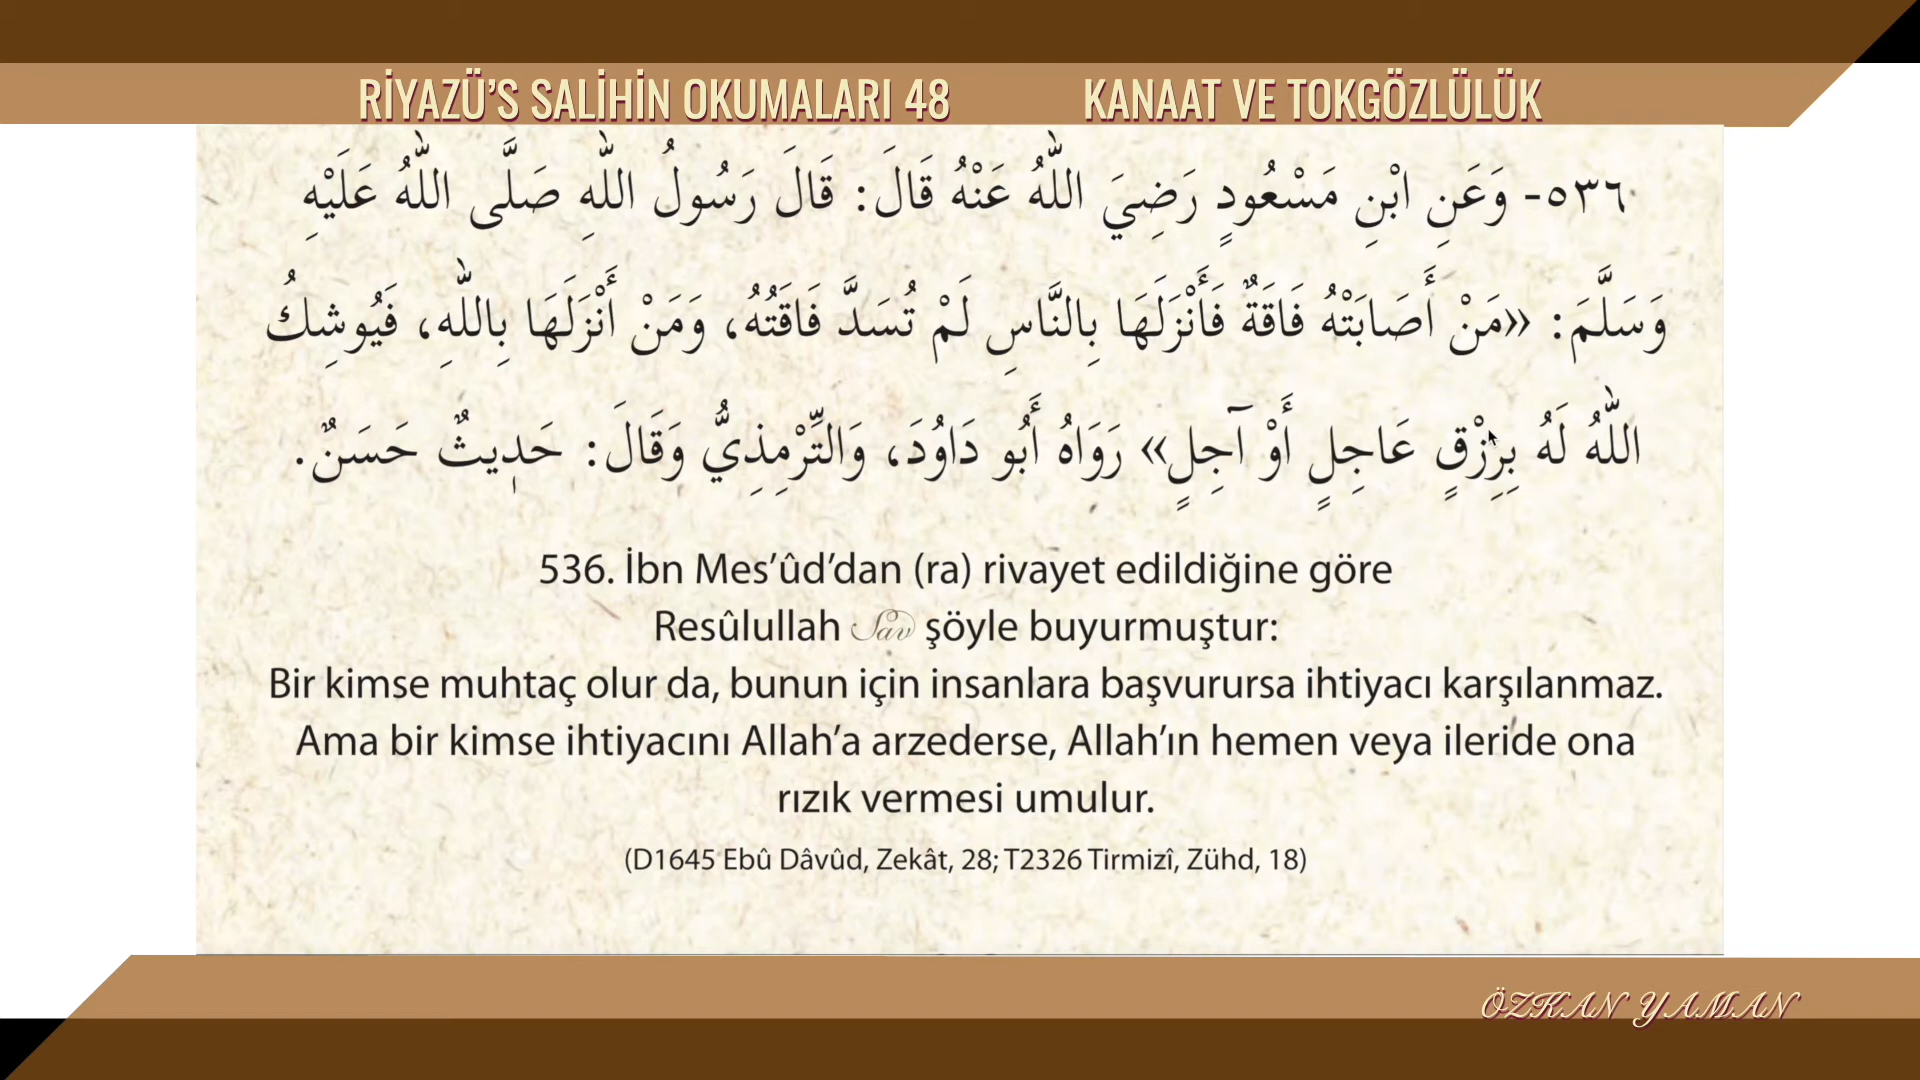 RİYAZÜ’S SALİHİN OKUMALARI 48 KANAAT VE TOKGÖZLÜLÜK
٥٣٦- وَعَنِ ابْنِ مَسْعُودٍ رَضِيَ اللّٰهُ عَنْهُ قَالَ: قَالَ رَسُولُ اللّٰهِ صَلَّى اللّٰهُ عَلَيْهِ
وَسَلَّمَ: «مَنْ أَصَابَتْهُ فَاقَةٌ فَأَنْزَلَهَا بِالنَّاسِ لَمْ تُسَدَّ فَاقَتُهُ، وَمَنْ أَنْزَلَهَا بِاللّٰهِ، فَيُوشِكُ
اللّٰهُ لَهُ بِرِزْقٍ عَاجِلٍ أَوْ آجِلٍ» رَوَاهُ أَبُو دَاوُدَ، وَالتِّرْمِذِيُّ وَقَالَ: حَدِيثٌ حَسَنٌ.
536. İbn Mes’ûd’dan (ra) rivayet edildiğine göre
Resûlullah Sav şöyle buyurmuştur:
Bir kimse muhtaç olur da, bunun için insanlara başvurursa ihtiyacı karşılanmaz.
Ama bir kimse ihtiyacını Allah’a arzederse, Allah’ın hemen veya ileride ona
rızık vermesi umulur.
(D1645 Ebû Dâvûd, Zekât, 28; T2326 Tirmizî, Zühd, 18)
ÖZKAN YAMAN